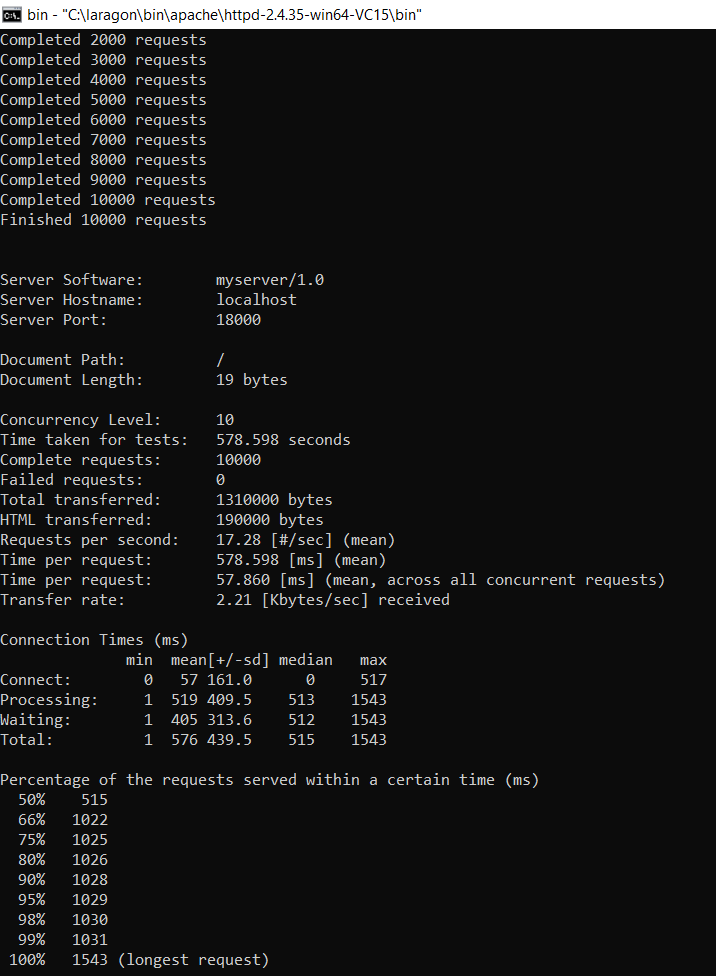 bin - "C:\laragon\bin\apache\httpd-2.4.35-win64-VC15\bin"
Completed 2000 requests
Completed 3000 requests
Completed 4000 requests
Completed 5000 requests
Completed 6000 requests
Completed 7000 requests
Completed 8000 requests
Completed 9000 requests
Completed 10000 requests
Finished 10000 requests
Server Software: myserver/1.0
Server Hostname: localhost
Server Port: 18000
Document Path: /
Document Length: 19 bytes
Concurrency Level: 10
Time taken for tests: 578.598 seconds
Complete requests: 10000
Failed requests: 0
Total transferred: 1310000 bytes
HTML transferred: 190000 bytes
Requests per second: 17.28 [#/sec] (mean)
Time per request: 578.598 [ms] (mean)
Time per request: 57.860 [ms] (mean, across all concurrent requests)
Transfer rate: 2.21 [Kbytes/sec] received
Connection Times (ms)
min mean[+/-sd] median max
Connect: 0 57 161.0 0 517
Processing: 1 519 409.5 513 1543
Waiting: 1 405 313.6 512 1543
Total: 1 576 439.5 515 1543
Percentage of the requests served within a certain time (ms)
50% 515
66% 1022
75% 1025
80% 1026
90% 1028
95% 1029
98% 1030
99% 1031
100% 1543 (longest request)